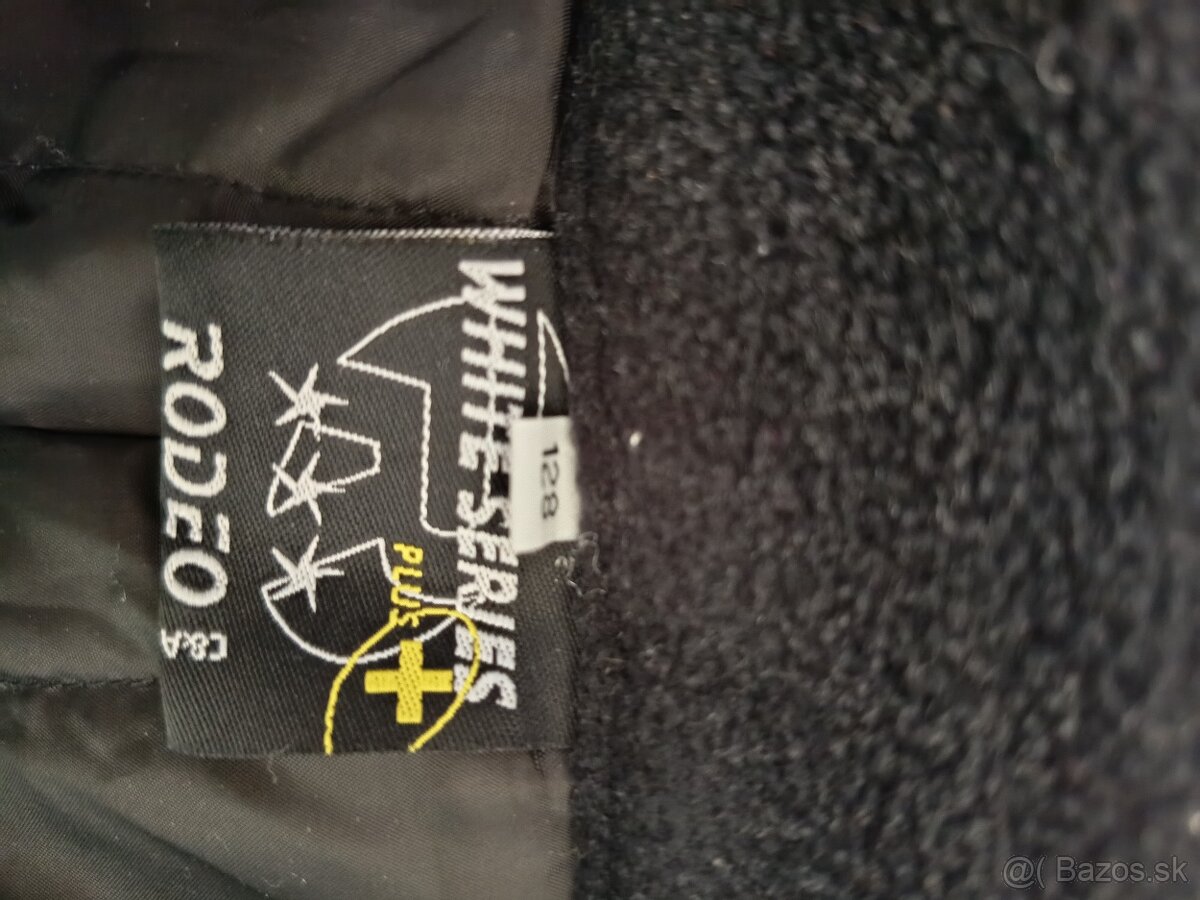 WHITE SERIES
128
PLUS
+
RODEO C&A
@( Bazos.sk